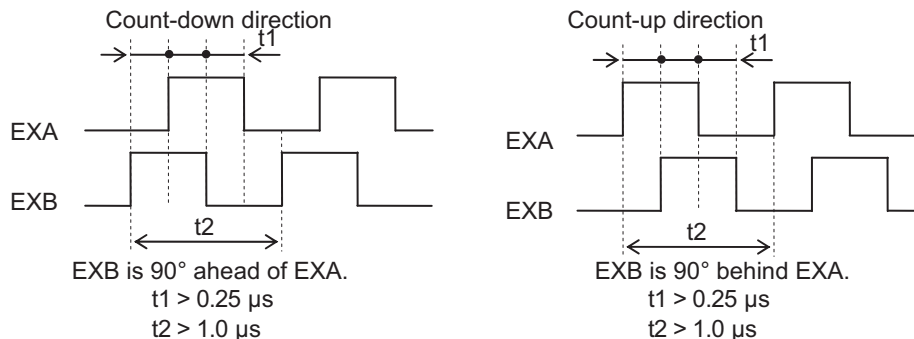 Count-down direction
t1
EXA
EXB
t2
EXB is 90° ahead of EXA.
t1 > 0.25 µs
t2 > 1.0 µs
Count-up direction
t1
EXA
EXB
t2
EXB is 90° behind EXA.
t1 > 0.25 µs
t2 > 1.0 µs